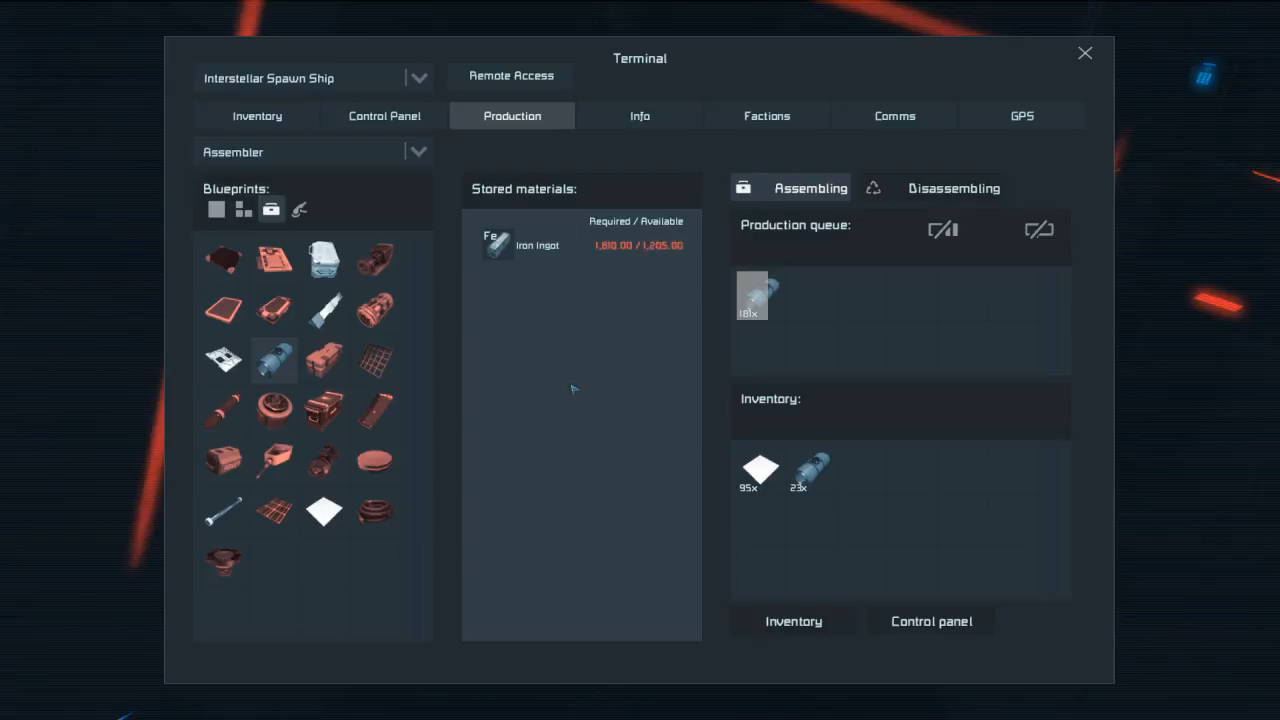 Terminal
Interstellar Spawn Ship
Remote Access
Inventory
Control Panel
Production
Info
Factions
Comms
GPS
Assembler
Blueprints:
Stored materials:
Assembling
Disassembling
Required / Available
Fe
Iron Ingot
1,810.00 / 1,205.00
Production queue:
181x
Inventory:
95x
23x
Inventory
Control panel